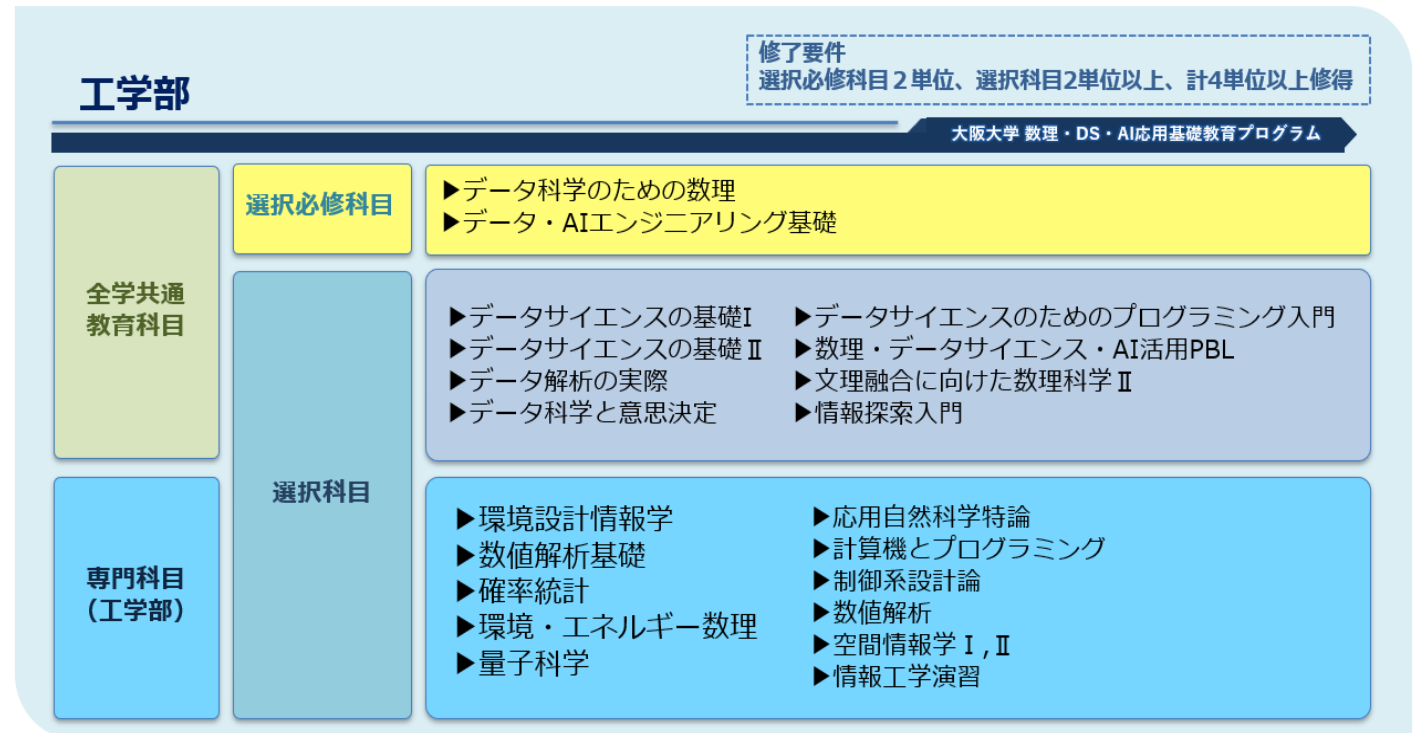 工学部
修了要件
選択必修科目２単位、選択科目2単位以上、計4単位以上修得
大阪大学 数理・DS・AI応用基礎教育プログラム
全学共通
教育科目
選択必修科目
▶データ科学のための数理
▶データ・AIエンジニアリング基礎
選択科目
▶データサイエンスの基礎I
▶データサイエンスの基礎Ⅱ
▶データ解析の実際
▶データ科学と意思決定
▶データサイエンスのためのプログラミング入門
▶数理・データサイエンス・AI活用PBL
▶文理融合に向けた数理科学Ⅱ
▶情報探索入門
専門科目
（工学部）
▶環境設計情報学
▶数値解析基礎
▶確率統計
▶環境・エネルギー数理
▶量子科学
▶応用自然科学特論
▶計算機とプログラミング
▶制御系設計論
▶数値解析
▶空間情報学Ⅰ,Ⅱ
▶情報工学演習